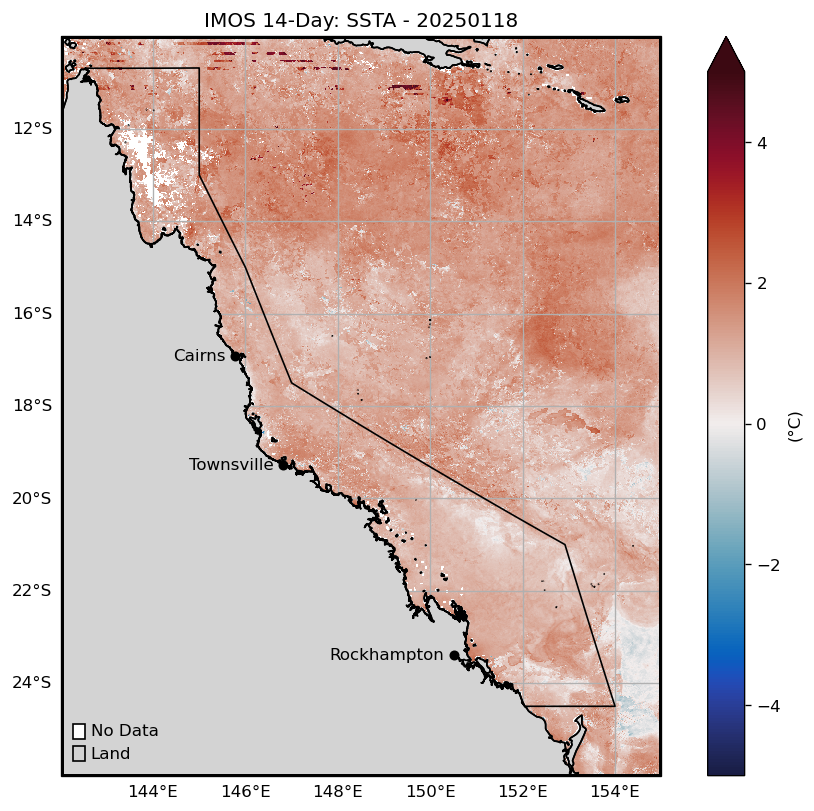 IMOS 14-Day: SSTA - 20250118
12°S
14°S
16°S
18°S
20°S
22°S
24°S
Cairns
Townsville
Rockhampton
No Data
Land
144°E
146°E
148°E
150°E
152°E
154°E
4
2
0
−2
−4
(°C)